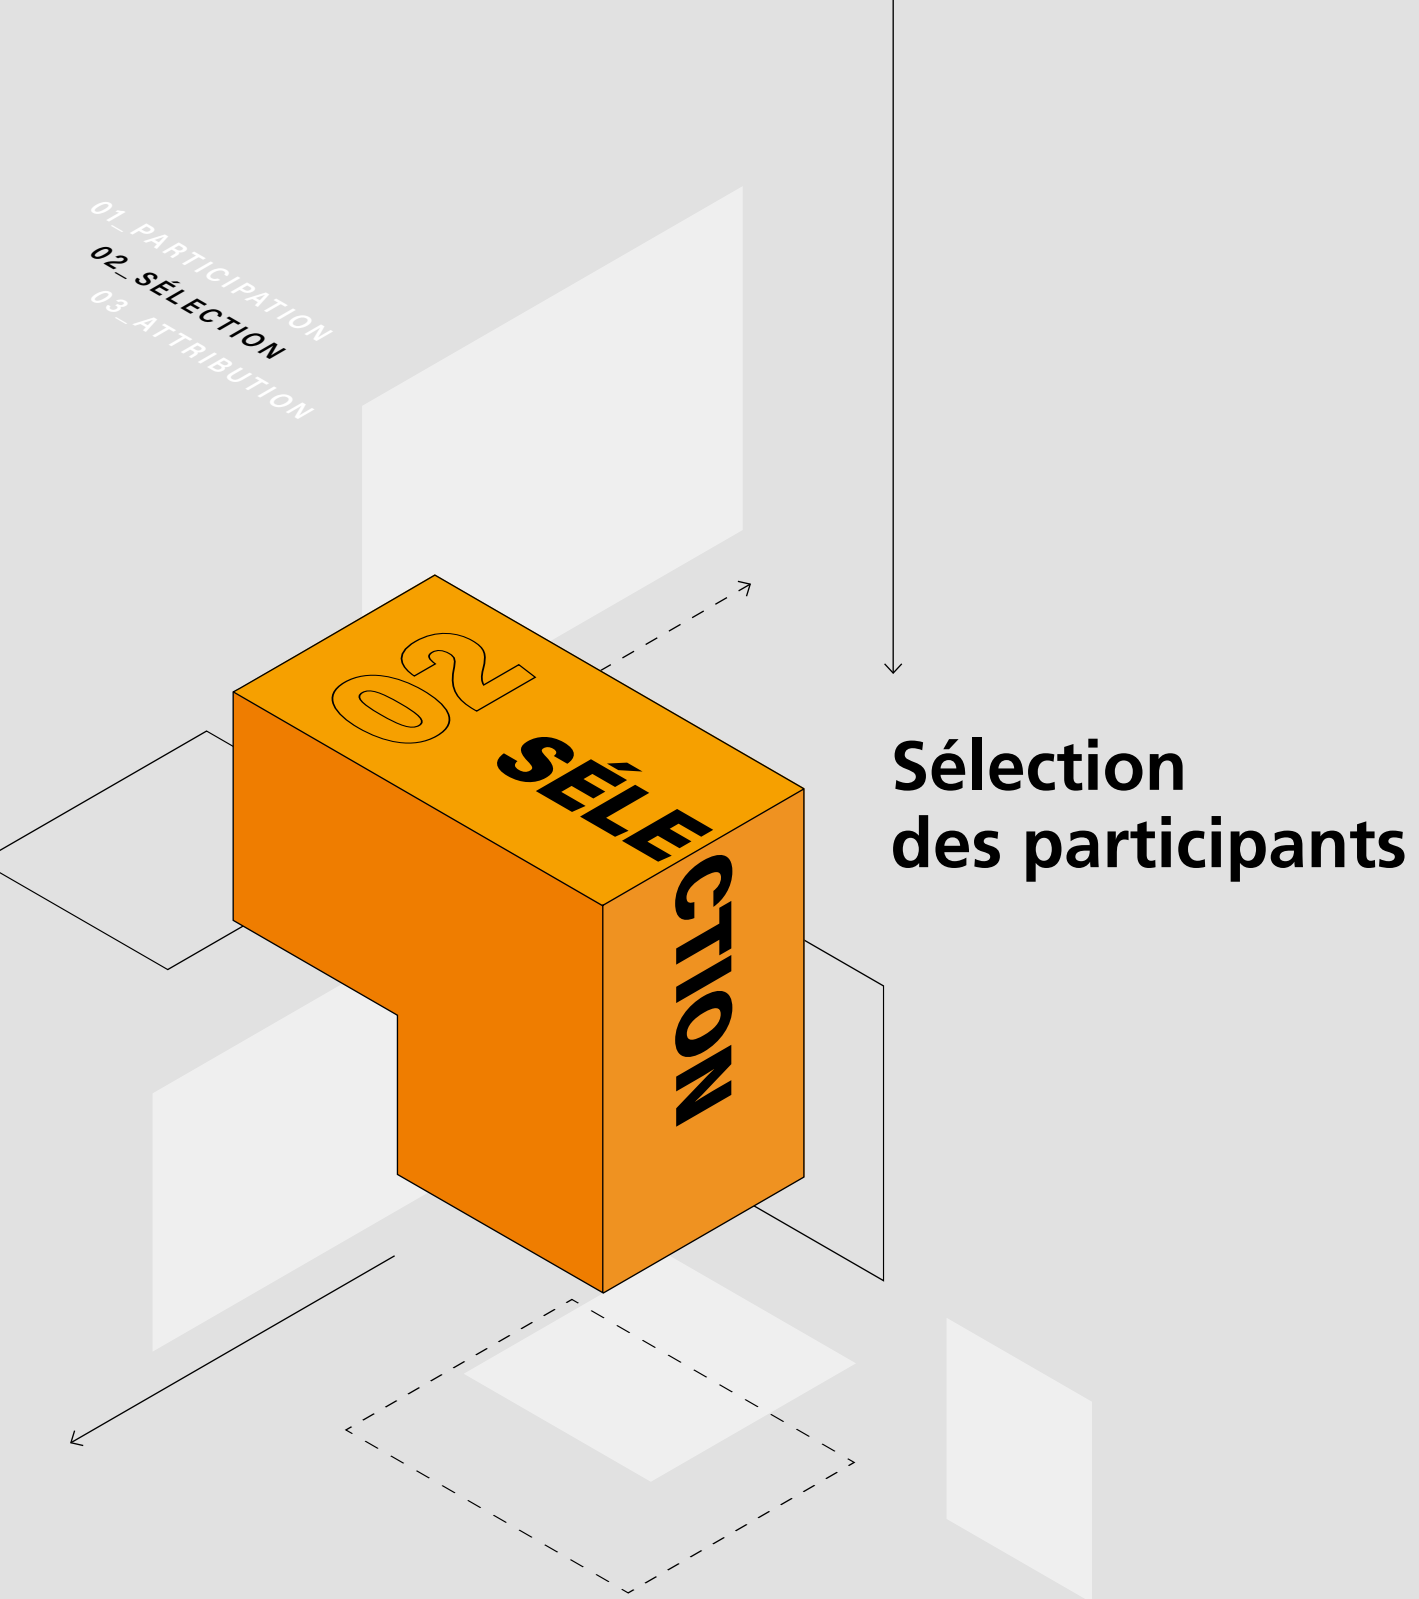 01_PARTICIPATION
02_SÉLECTION
03_ATTRIBUTION
02
SÉLECTION
Sélection
des participants